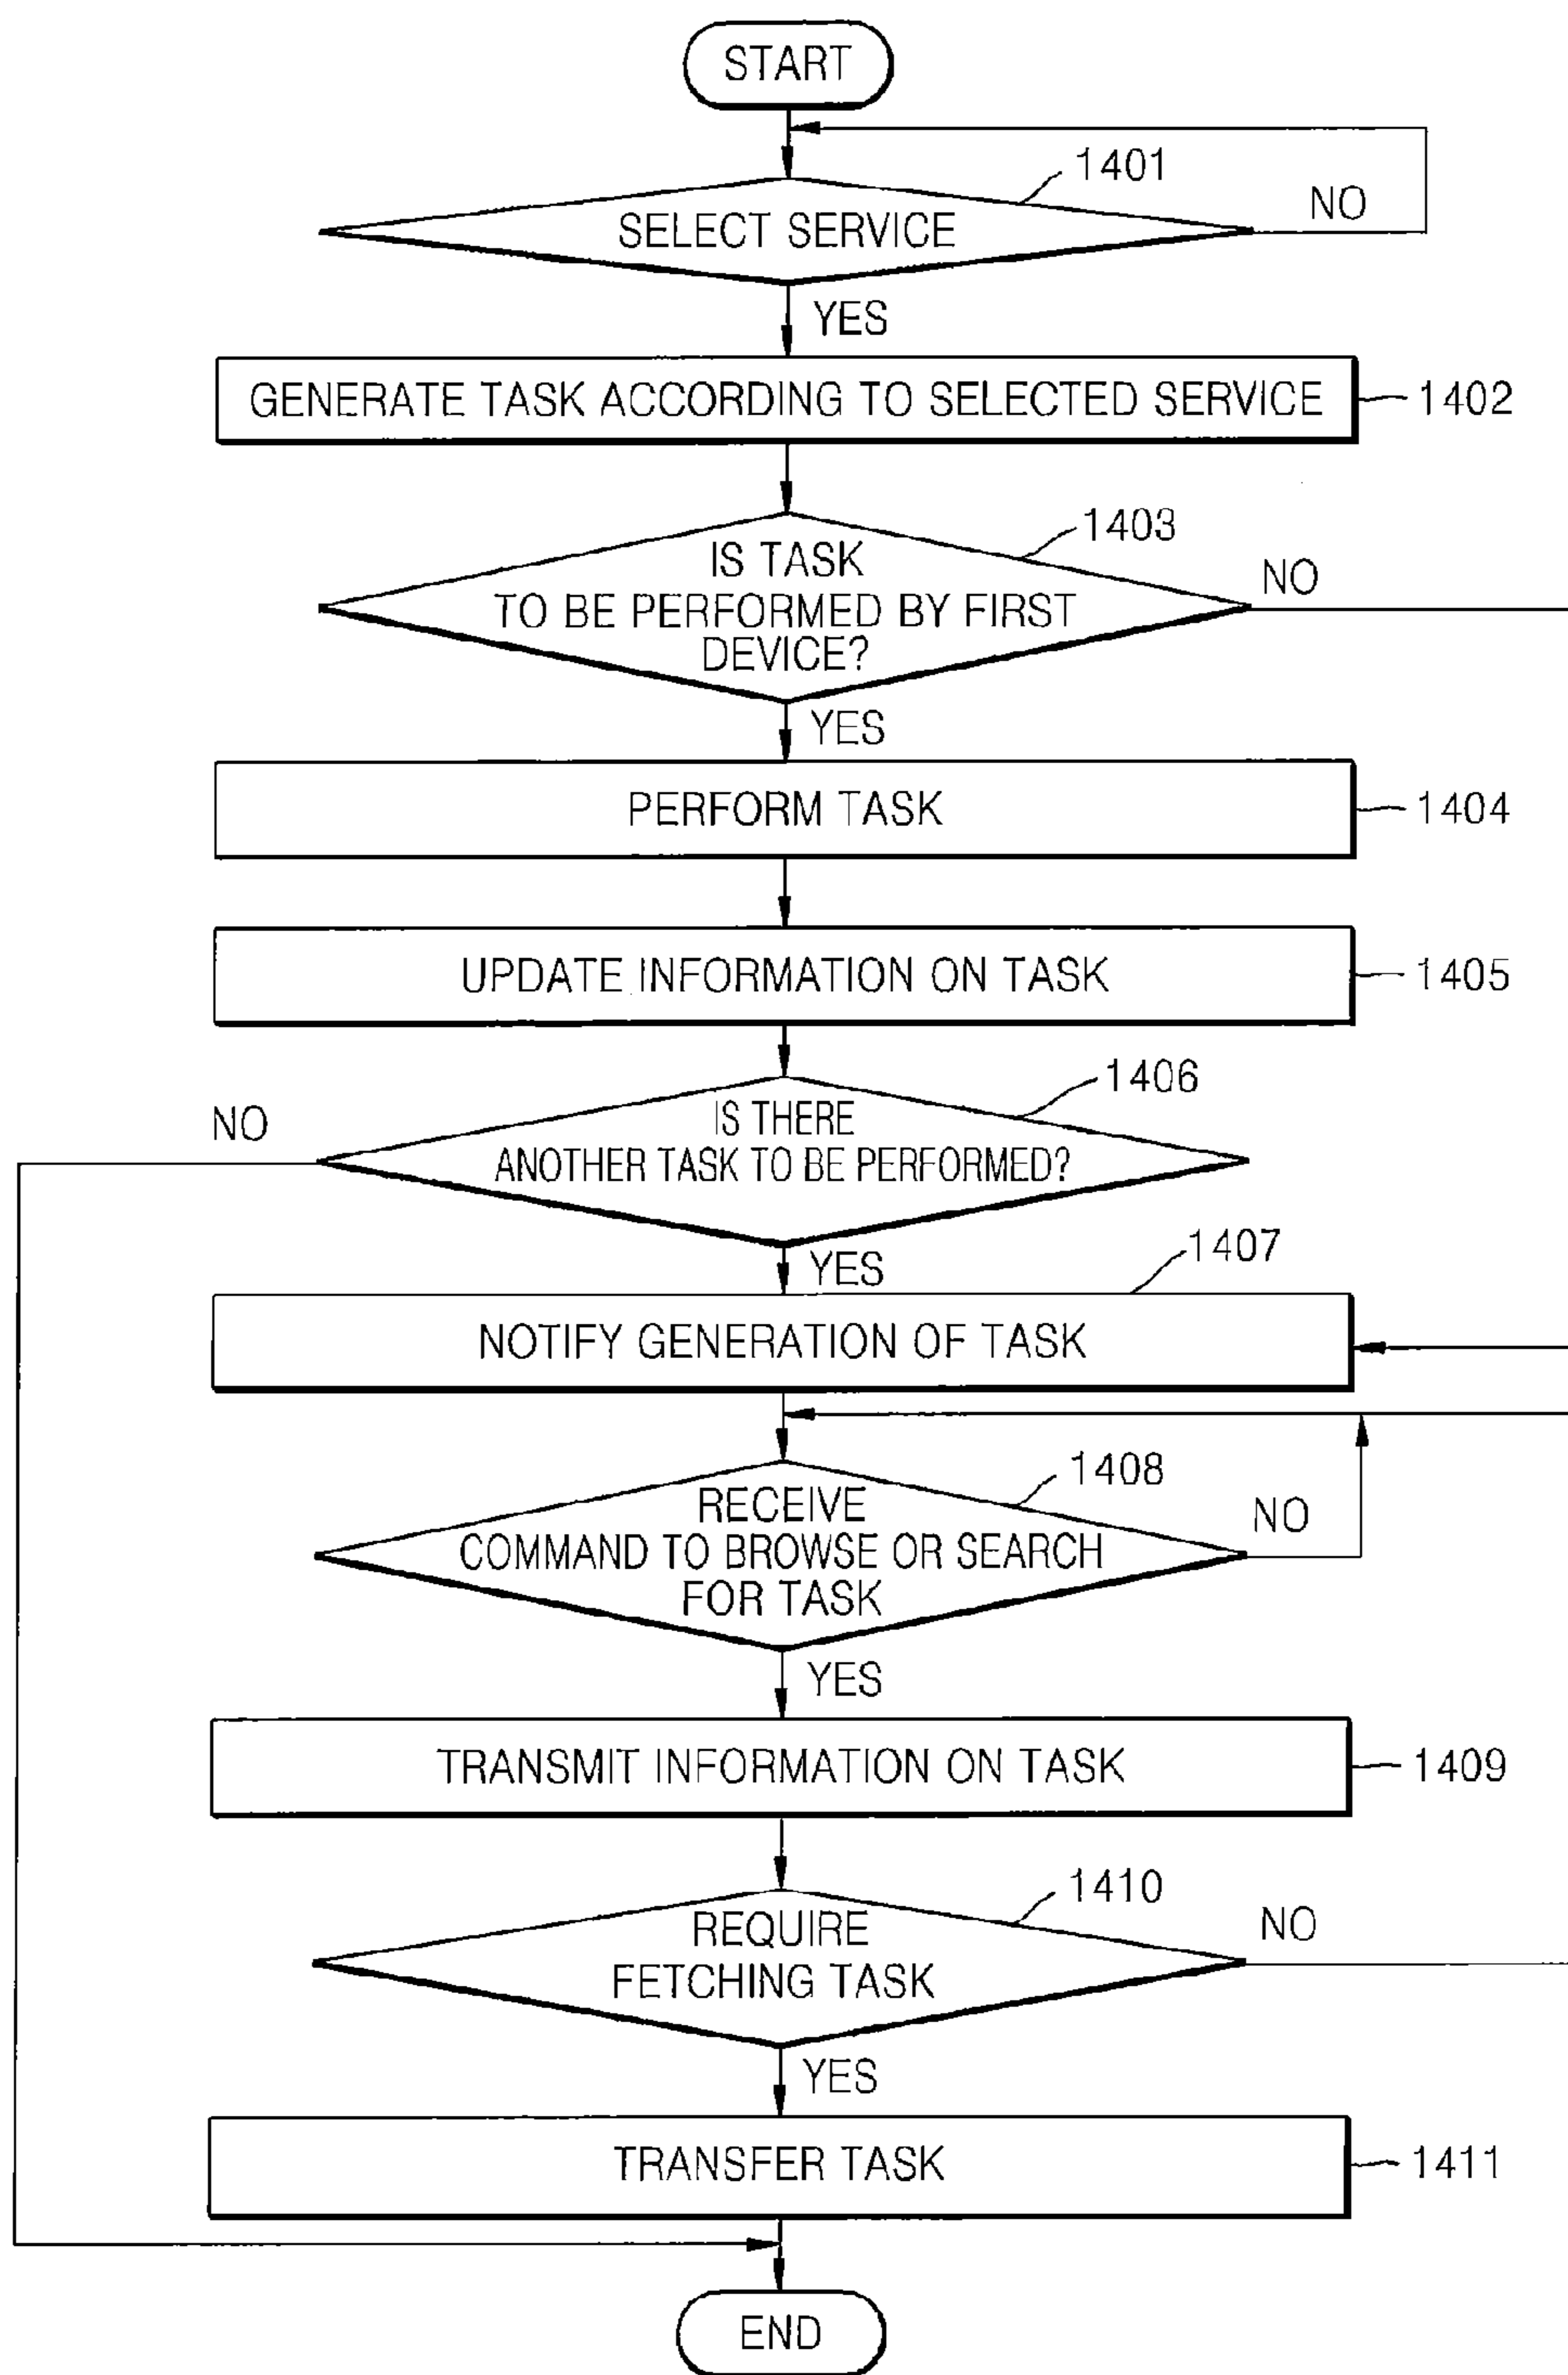 START
1401
SELECT SERVICE
NO
YES
GENERATE TASK ACCORDING TO SELECTED SERVICE
1402
1403
IS TASK
TO BE PERFORMED BY FIRST
DEVICE?
NO
YES
PERFORM TASK
1404
UPDATE INFORMATION ON TASK
1405
1406
NO
IS THERE
ANOTHER TASK TO BE PERFORMED?
YES
1407
NOTIFY GENERATION OF TASK
1408
RECEIVE
COMMAND TO BROWSE OR SEARCH
FOR TASK
NO
YES
TRANSMIT INFORMATION ON TASK
1409
1410
REQUIRE
FETCHING TASK
NO
YES
TRANSFER TASK
1411
END